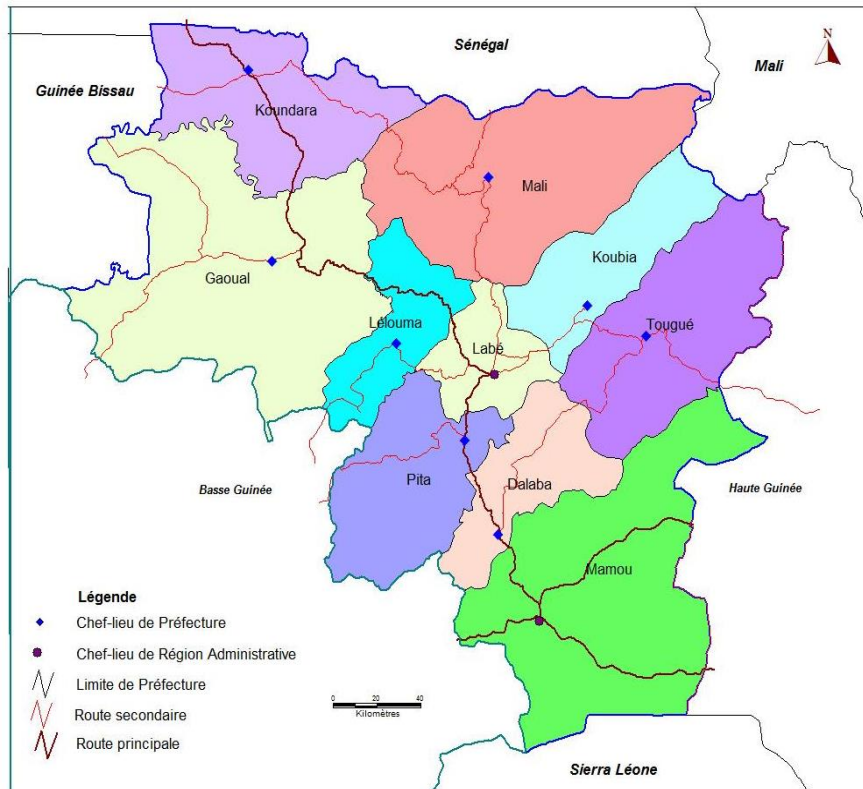 N
Sénégal
Mali
Guinée Bissau
Koundara
Mali
Koubia
Gaoual
Lélouma
Tougué
Labé
Pita
Dalaba
Basse Guinée
Haute Guinée
Mamou
Légende
Chef-lieu de Préfecture
Chef-lieu de Région Administrative
Limite de Préfecture
Route secondaire
Route principale
0 20 40
Kilomètres
Sierra Léone